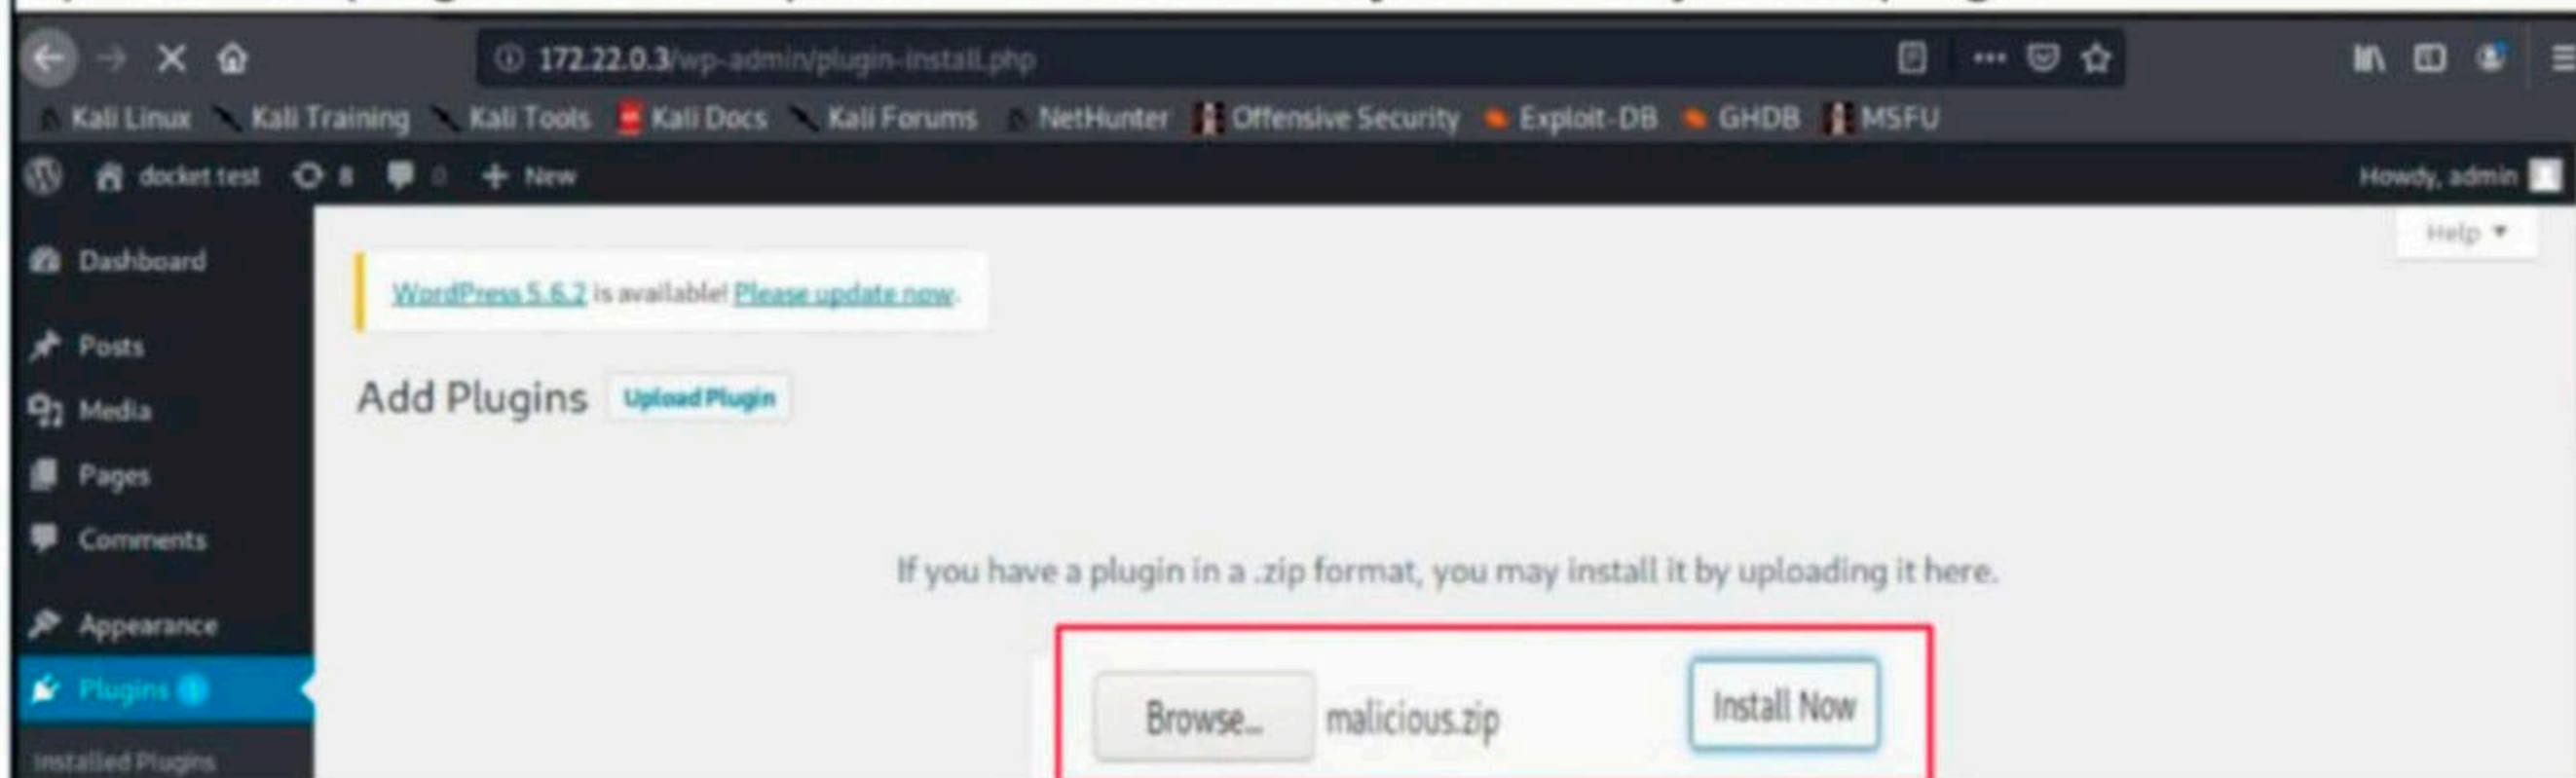 172.22.0.3/wp-admin/plugin-install.php
Kali Linux Kali Training Kali Tools Kali Docs Kali Forums NetHunter Offensive Security Exploit-DB GHDB MSFU
docket test 8 0 + New Howdy, admin
Help
Dashboard
WordPress 5.6.2 is available! Please update now.
Posts
Add Plugins Upload Plugin
Media
Pages
Comments
If you have a plugin in a .zip format, you may install it by uploading it here.
Appearance
Plugins 1
Browse... malicious.zip Install Now
Installed Plugins